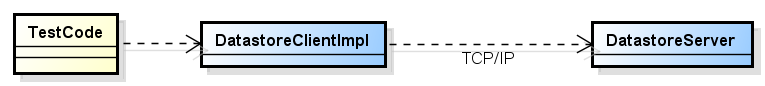 TestCode
DatastoreClientImpl
DatastoreServer
TCP/IP